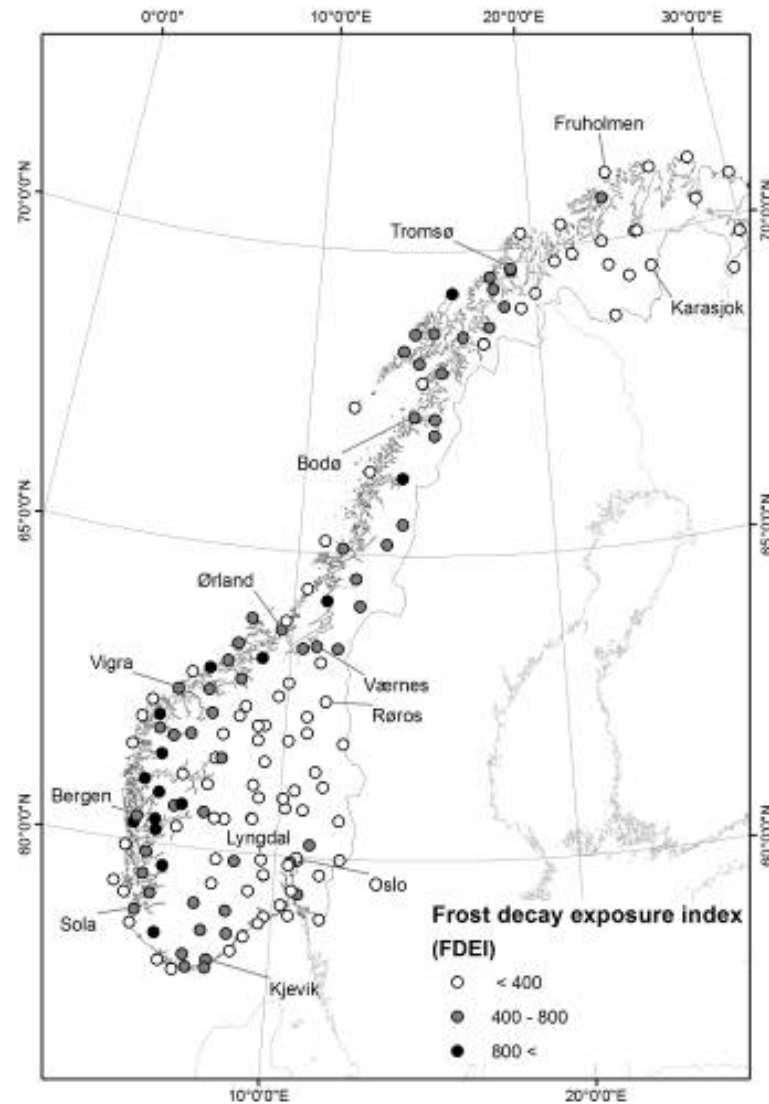 0°0'0"E 10°0'0"E 20°0'0"E 30°0'0"E
Fruholmen
70°0'0"N
70°0'0"N
Tromsø
Karasjok
Bodø
65°0'0"N
65°0'0"N
Ørland
Vigra
Værnes
Røros
Bergen
60°0'0"N
60°0'0"N
Lyngdal
Oslo
Sola
Frost decay exposure index
(FDEI)
< 400
Kjevik
400 - 800
800 <
10°0'0"E 20°0'0"E